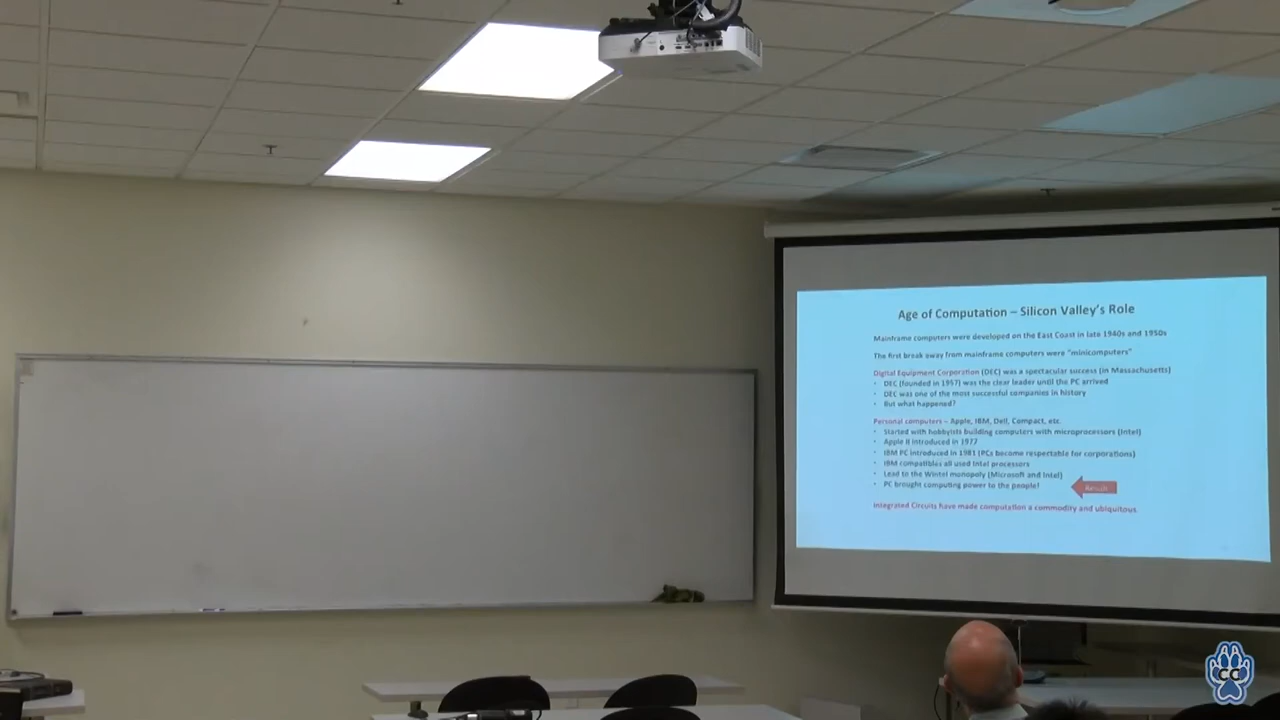 Age of Computation – Silicon Valley's Role
Mainframe computers were developed on the East Coast in late 1940s and 1950s
The first break away from mainframe computers were "minicomputers"
Digital Equipment Corporation (DEC) was a spectacular success (in Massachusetts)
• DEC (founded in 1957) was the clear leader until the PC arrived
• DEC was one of the most successful companies in history
• But what happened?
Personal computers – Apple, IBM, Dell, Compact, etc.
• Started with hobbyists building computers with microprocessors (Intel)
• Apple II introduced in 1977
• IBM PC introduced in 1981 (PCs become respectable for corporations)
• IBM compatibles all used Intel processors
• Lead to the Wintel monopoly (Microsoft and Intel)
• PC brought computing power to the people!
Result
Integrated Circuits have made computation a commodity and ubiquitous.
CC